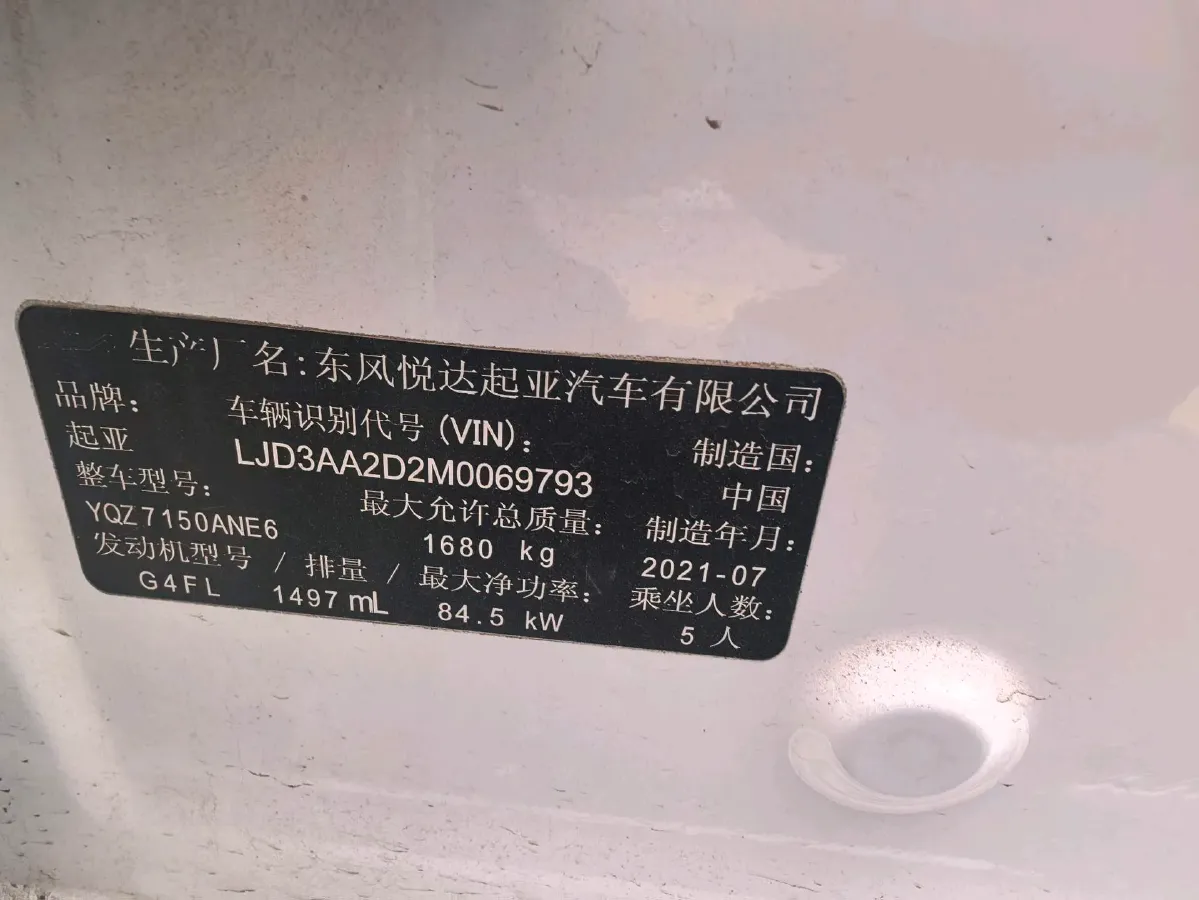 生产厂名:东风悦达起亚汽车有限公司
品牌: 车辆识别代号(VIN): 制造国:
起亚 LJD3AA2D2M0069793 中国
整车型号: 最大允许总质量: 制造年月:
YQZ7150ANE6 1680 kg 2021-07
发动机型号 / 排量 / 最大净功率: 乘坐人数:
G4FL 1497mL 84.5 kW 5 人